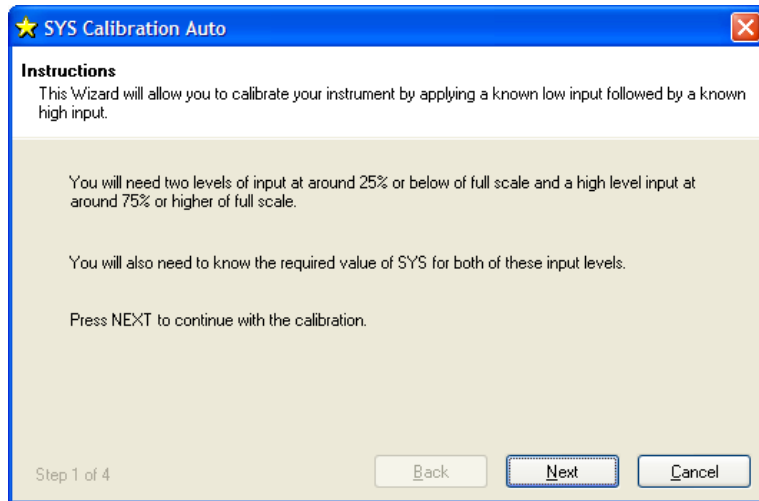 SYS Calibration Auto
Instructions
This Wizard will allow you to calibrate your instrument by applying a known low input followed by a known
high input.
You will need two levels of input at around 25% or below of full scale and a high level input at
around 75% or higher of full scale.
You will also need to know the required value of SYS for both of these input levels.
Press NEXT to continue with the calibration.
Step 1 of 4
Back
Next
Cancel